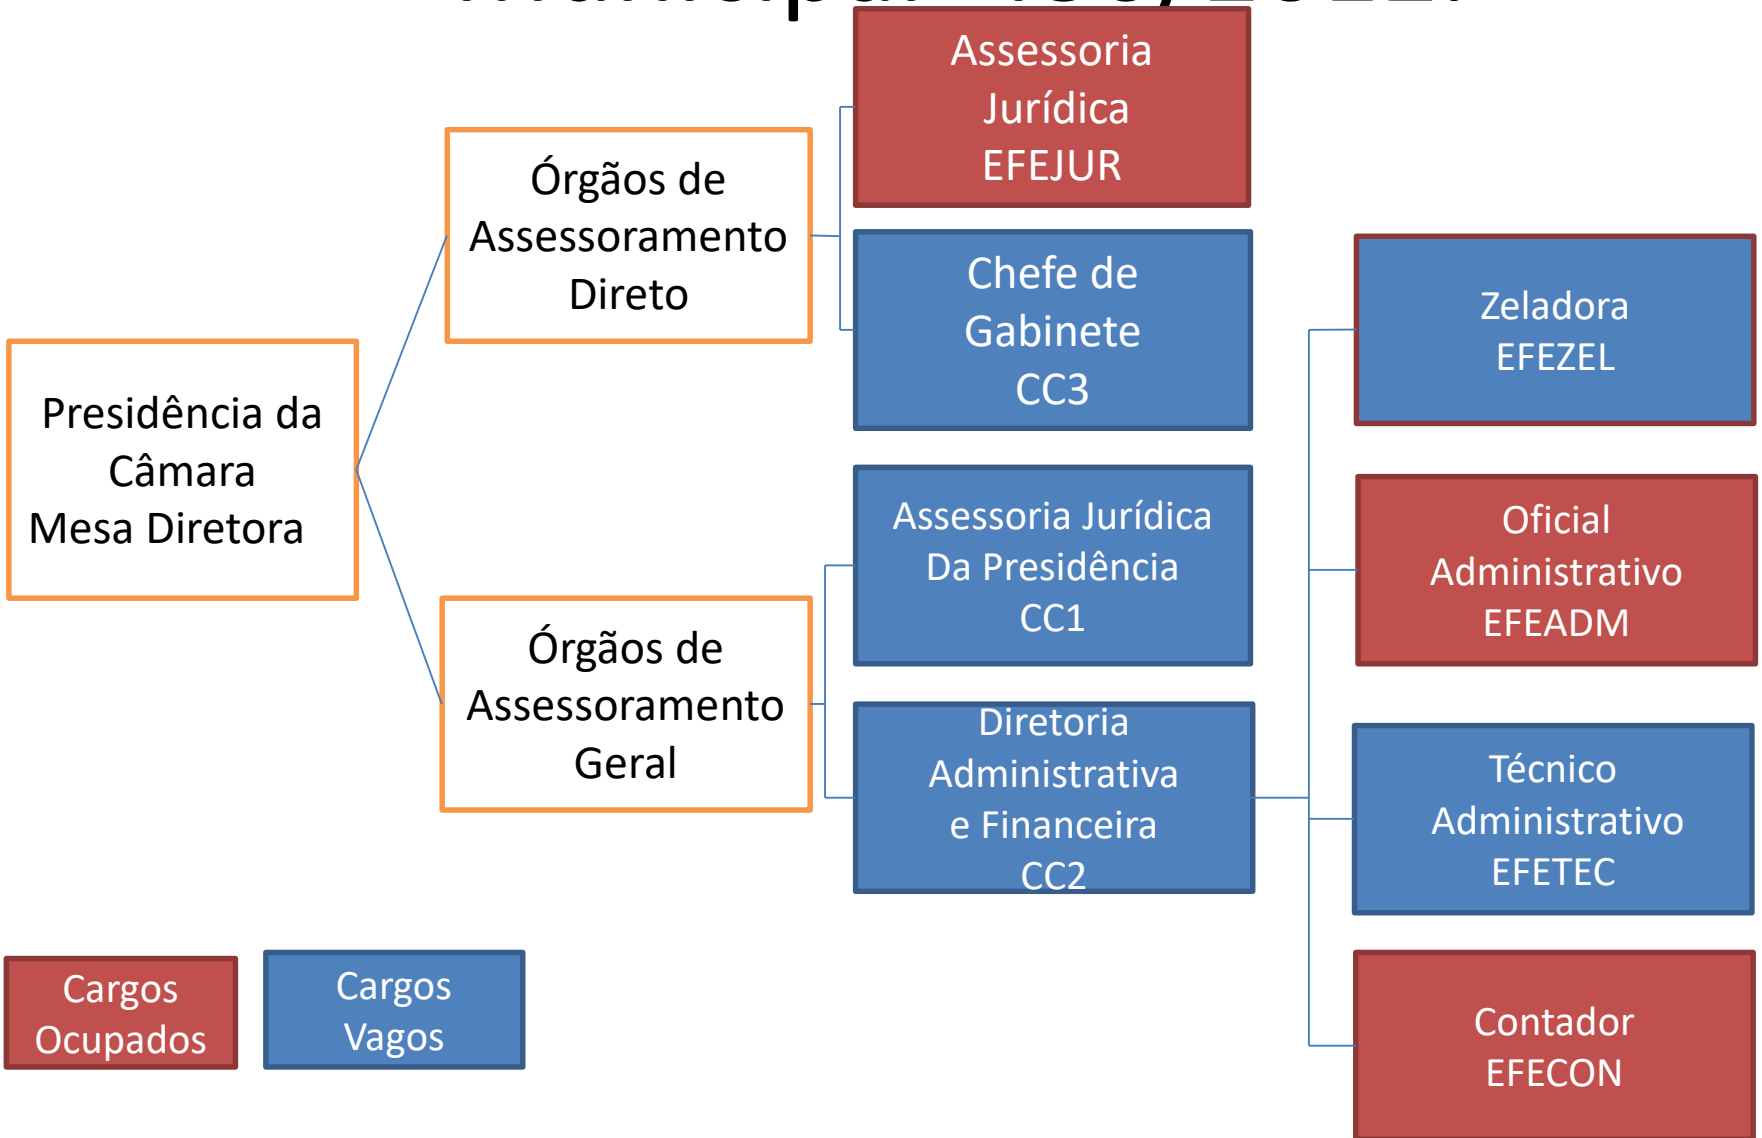 Assessoria
Jurídica
EFEJUR
Órgãos de
Assessoramento
Direto
Chefe de
Gabinete
CC3
Zeladora
EFEZEL
Presidência da
Câmara
Mesa Diretora
Assessoria Jurídica
Da Presidência
CC1
Oficial
Administrativo
EFEADM
Órgãos de
Assessoramento
Geral
Diretoria
Administrativa
e Financeira
CC2
Técnico
Administrativo
EFETEC
Cargos
Ocupados
Cargos
Vagos
Contador
EFECON